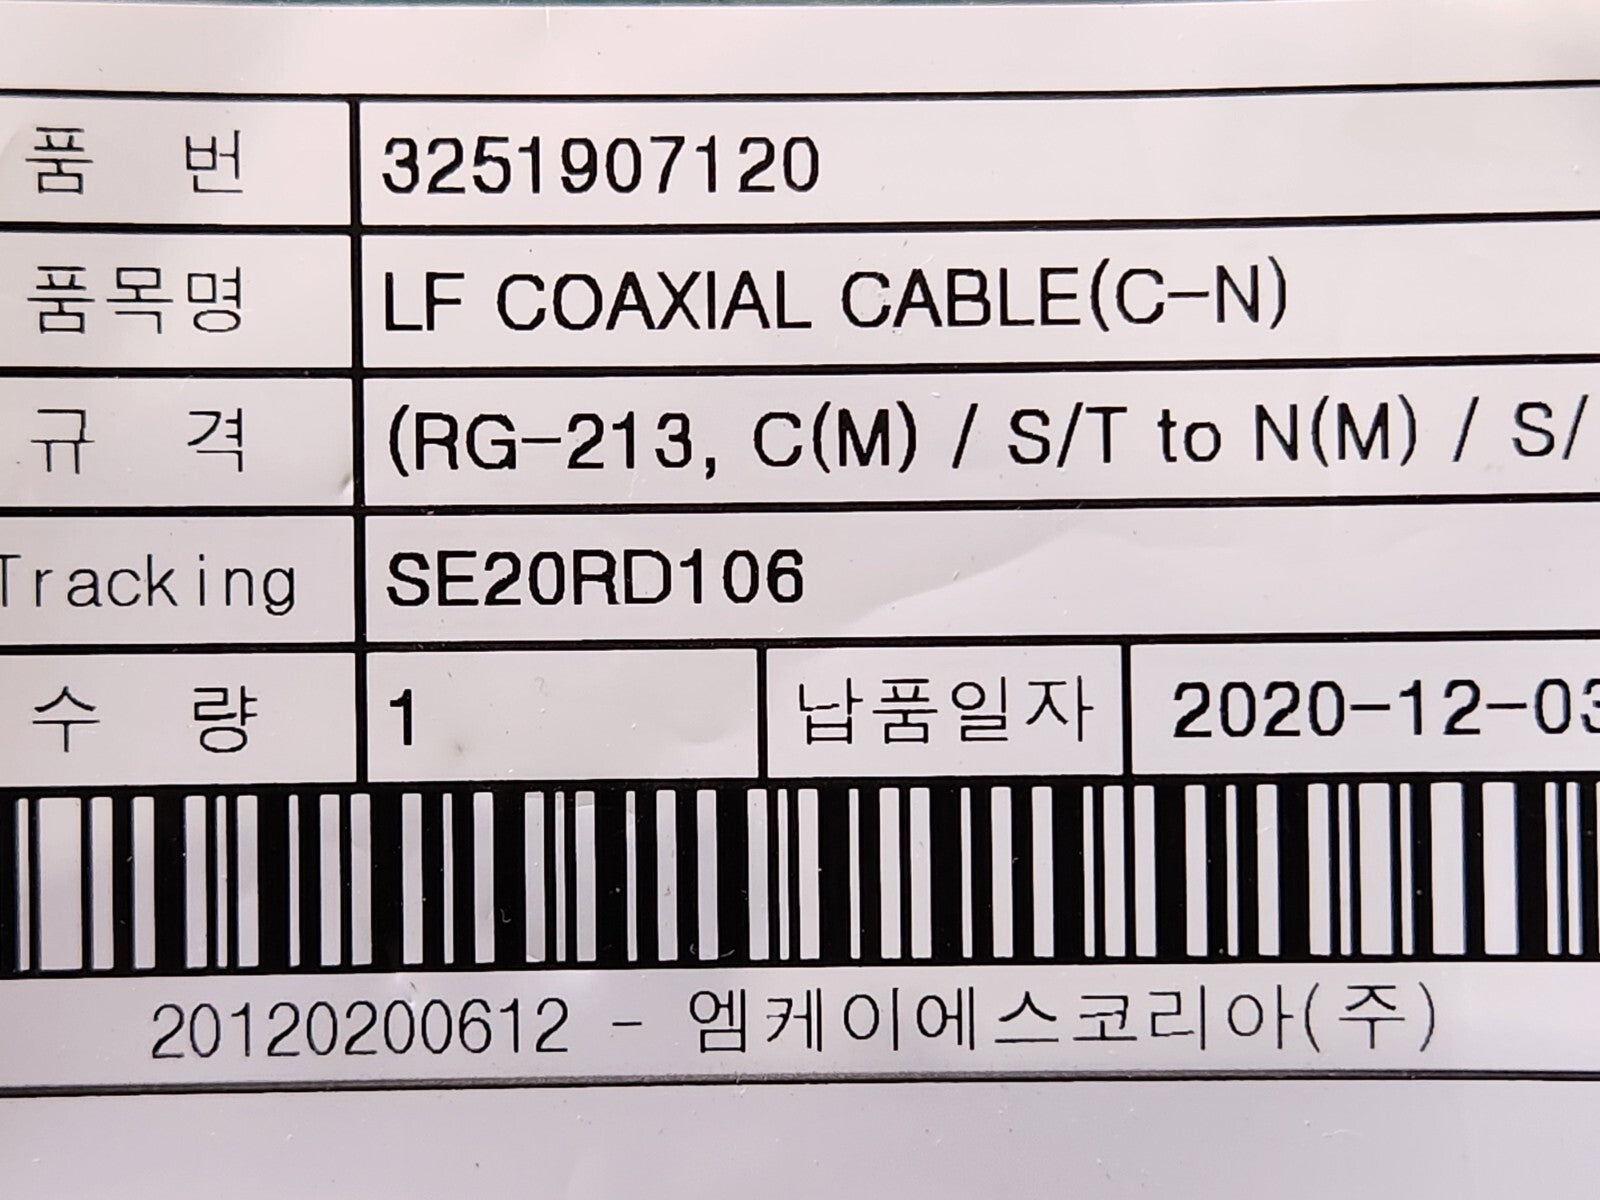 품 번 3251907120
품목명 LF COAXIAL CABLE(C-N)
규 격 (RG-213, C(M) / S/T to N(M) / S/
Tracking SE20RD106
수 량 1 납품일자 2020-12-03
20120200612 - 엠케이에스코리아(주)